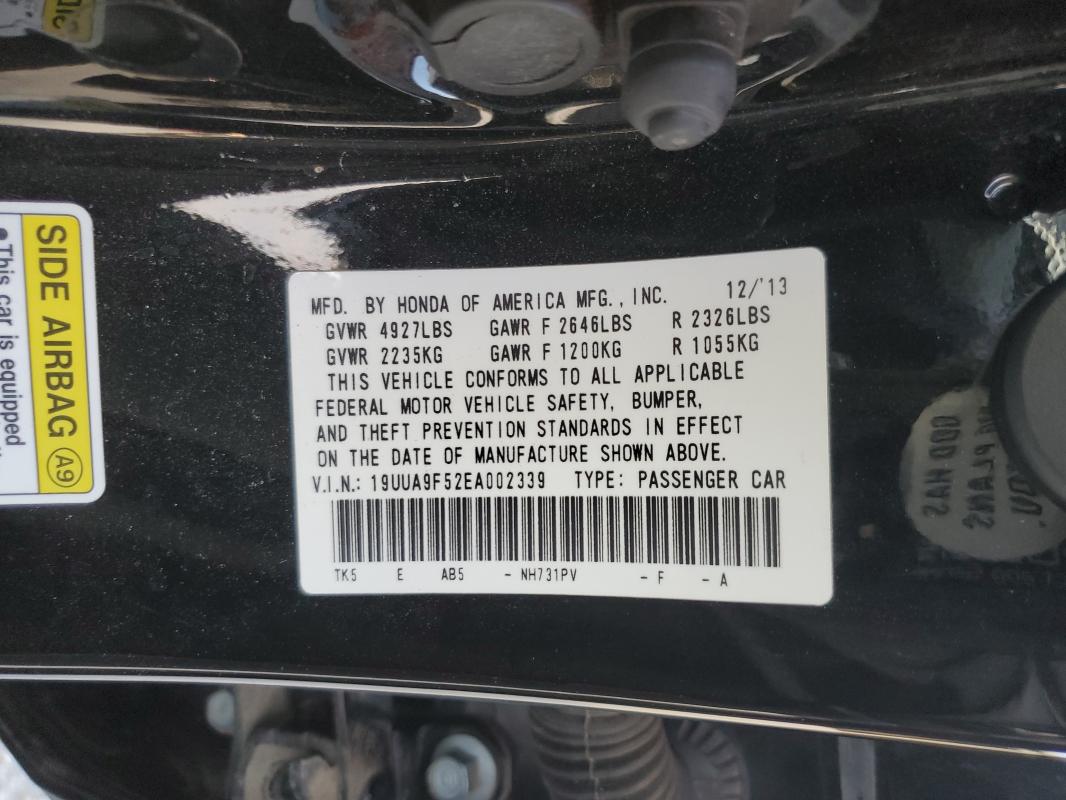 MFD. BY HONDA OF AMERICA MFG., INC. 12/'13
GVWR 4927LBS GAWR F 2646LBS R 2326LBS
GVWR 2235KG GAWR F 1200KG R 1055KG
THIS VEHICLE CONFORMS TO ALL APPLICABLE
FEDERAL MOTOR VEHICLE SAFETY, BUMPER,
AND THEFT PREVENTION STANDARDS IN EFFECT
ON THE DATE OF MANUFACTURE SHOWN ABOVE.
V.I.N.: 19UUA9F52EA002339 TYPE: PASSENGER CAR
TK5 E AB5 - NH731PV - F - A
SIDE AIRBAG A9
• This car is equipped
GOD HAS
PLANS